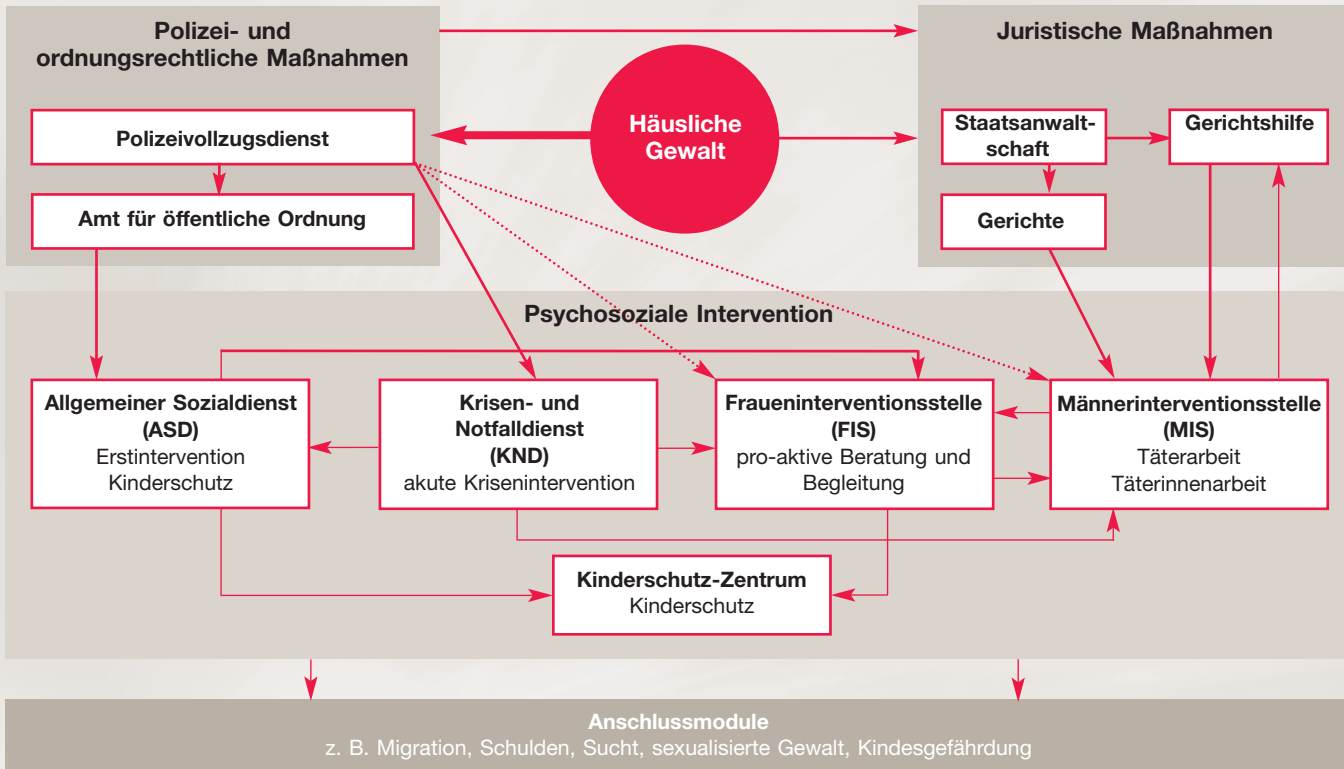 Polizei- und
ordnungsrechtliche Maßnahmen
Polizeivollzugsdienst
Amt für öffentliche Ordnung
Häusliche
Gewalt
Juristische Maßnahmen
Staatsanwalt-
schaft
Gerichtshilfe
Gerichte
Psychosoziale Intervention
Allgemeiner Sozialdienst
(ASD)
Erstintervention
Kinderschutz
Krisen- und
Notfalldienst
(KND)
akute Krisenintervention
Fraueninterventionsstelle
(FIS)
pro-aktive Beratung und
Begleitung
Männerinterventionsstelle
(MIS)
Täterarbeit
Täterinnenarbeit
Kinderschutz-Zentrum
Kinderschutz
Anschlussmodule
z. B. Migration, Schulden, Sucht, sexualisierte Gewalt, Kindesgefährdung